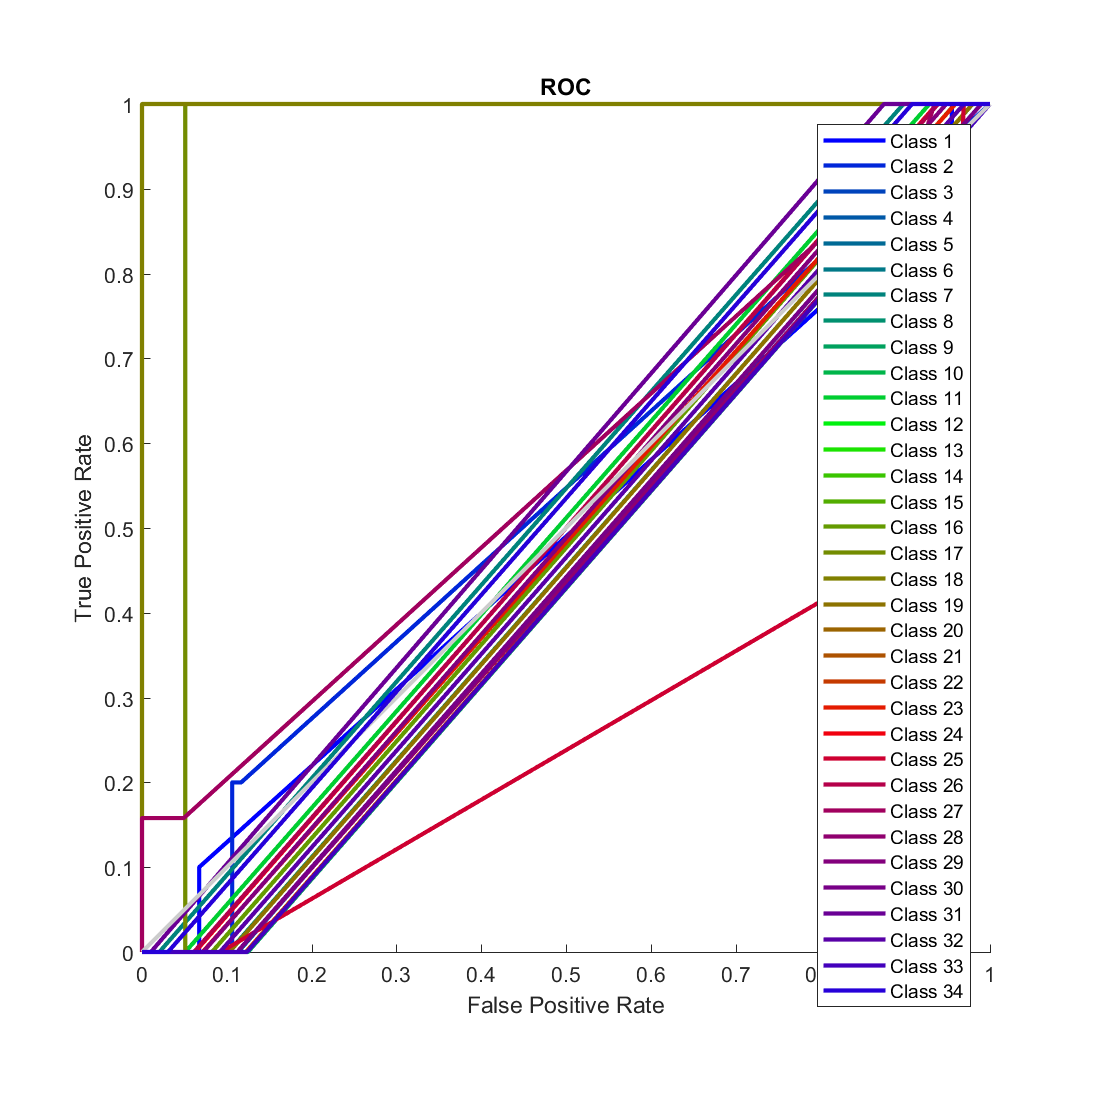 ROC
1
0.9
0.8
0.7
0.6
0.5
0.4
0.3
0.2
0.1
0
True Positive Rate
0 0.1 0.2 0.3 0.4 0.5 0.6 0.7 0. 1
False Positive Rate
Class 1
Class 2
Class 3
Class 4
Class 5
Class 6
Class 7
Class 8
Class 9
Class 10
Class 11
Class 12
Class 13
Class 14
Class 15
Class 16
Class 17
Class 18
Class 19
Class 20
Class 21
Class 22
Class 23
Class 24
Class 25
Class 26
Class 27
Class 28
Class 29
Class 30
Class 31
Class 32
Class 33
Class 34